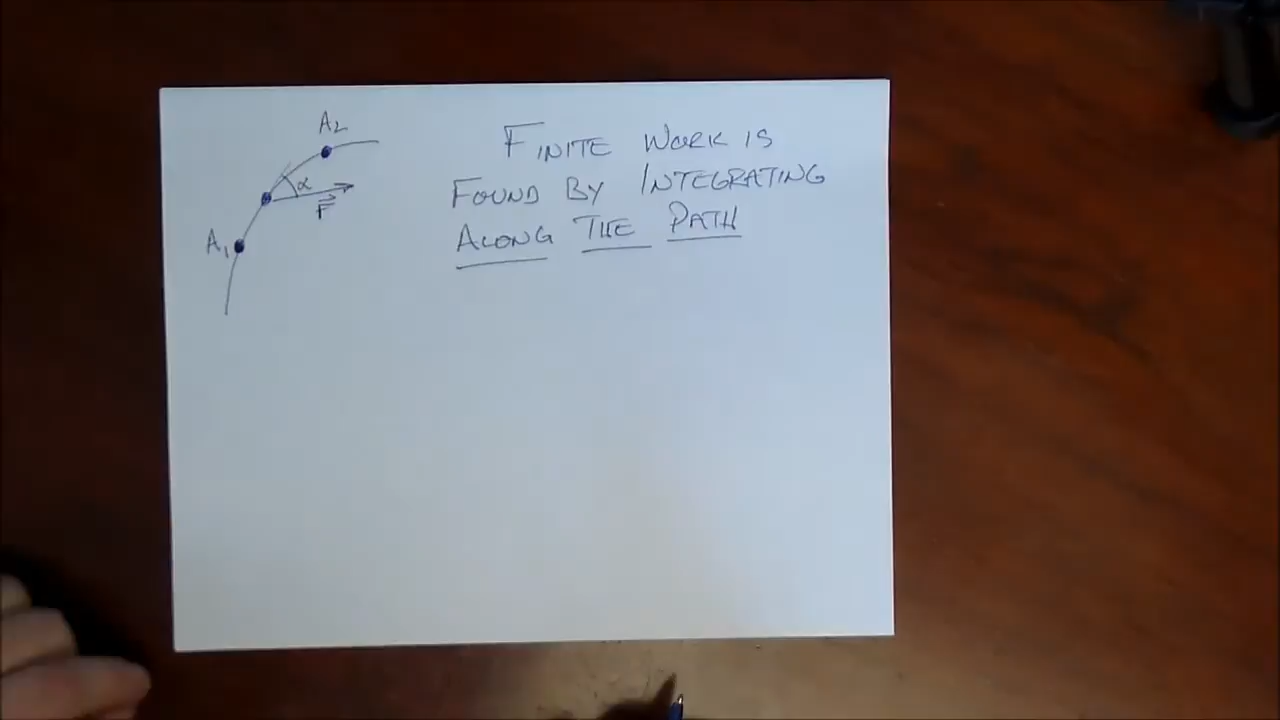 A2
α
F
A1
FINITE WORK IS
FOUND BY INTEGRATING
ALONG THE PATH